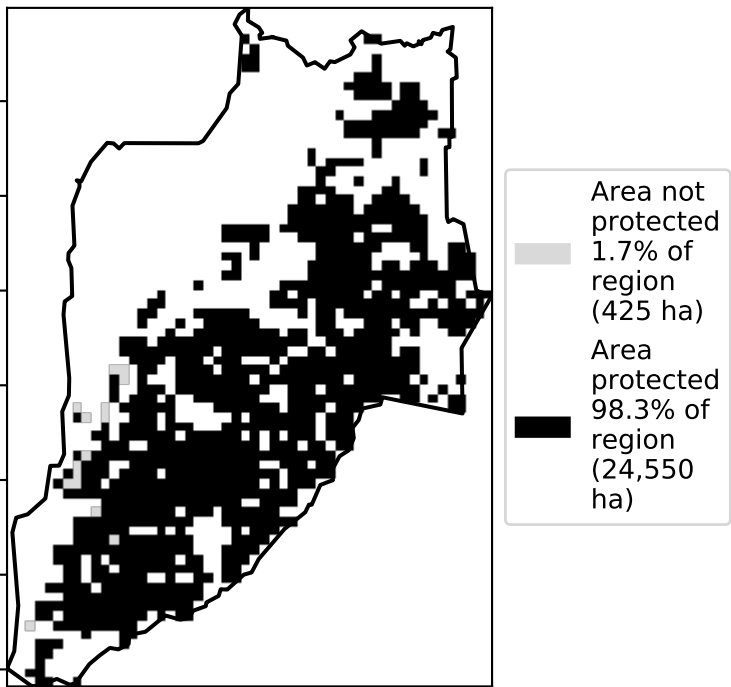 Area not
protected
1.7% of
region
(425 ha)
Area
protected
98.3% of
region
(24,550
ha)